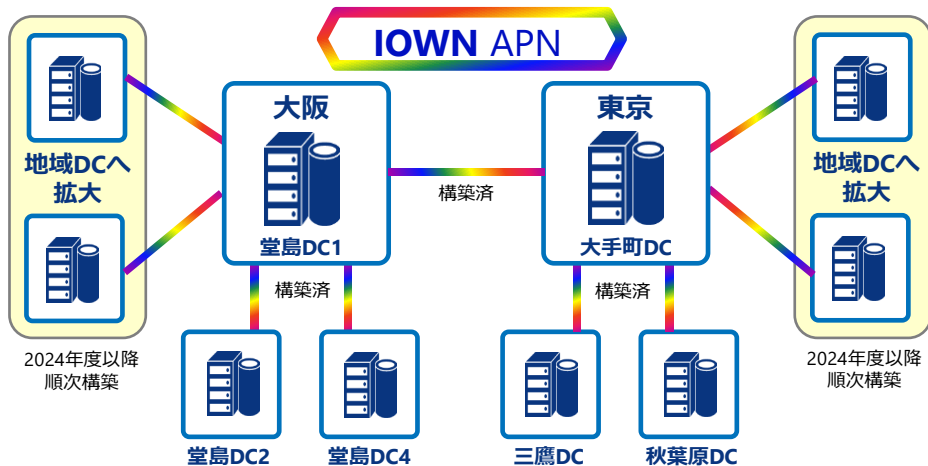 IOWN APN
地域DCへ
拡大
2024年度以降
順次構築
大阪
堂島DC1
構築済
東京
大手町DC
構築済
堂島DC2
堂島DC4
構築済
三鷹DC
秋葉原DC
地域DCへ
拡大
2024年度以降
順次構築